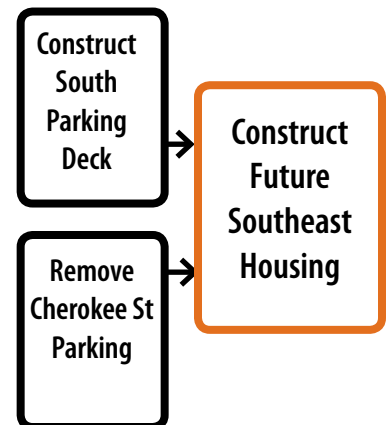 Construct
South
Parking
Deck
Remove
Cherokee St
Parking
Construct
Future
Southeast
Housing